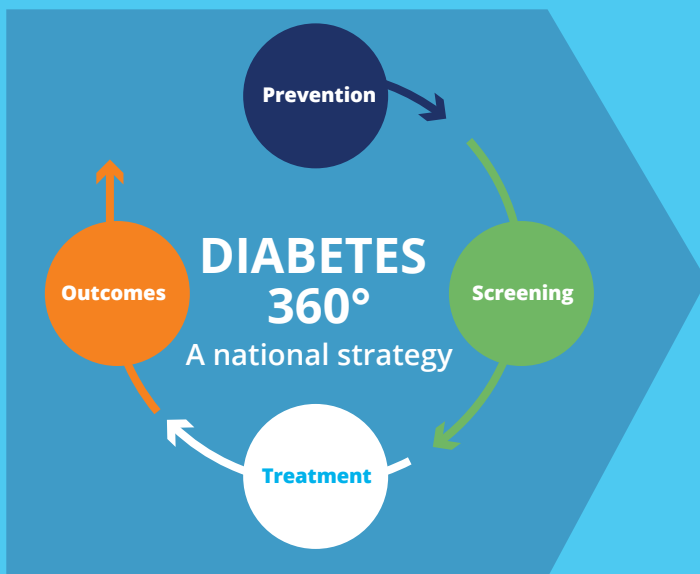 Prevention
DIABETES
360°
A national strategy
Outcomes
Screening
Treatment